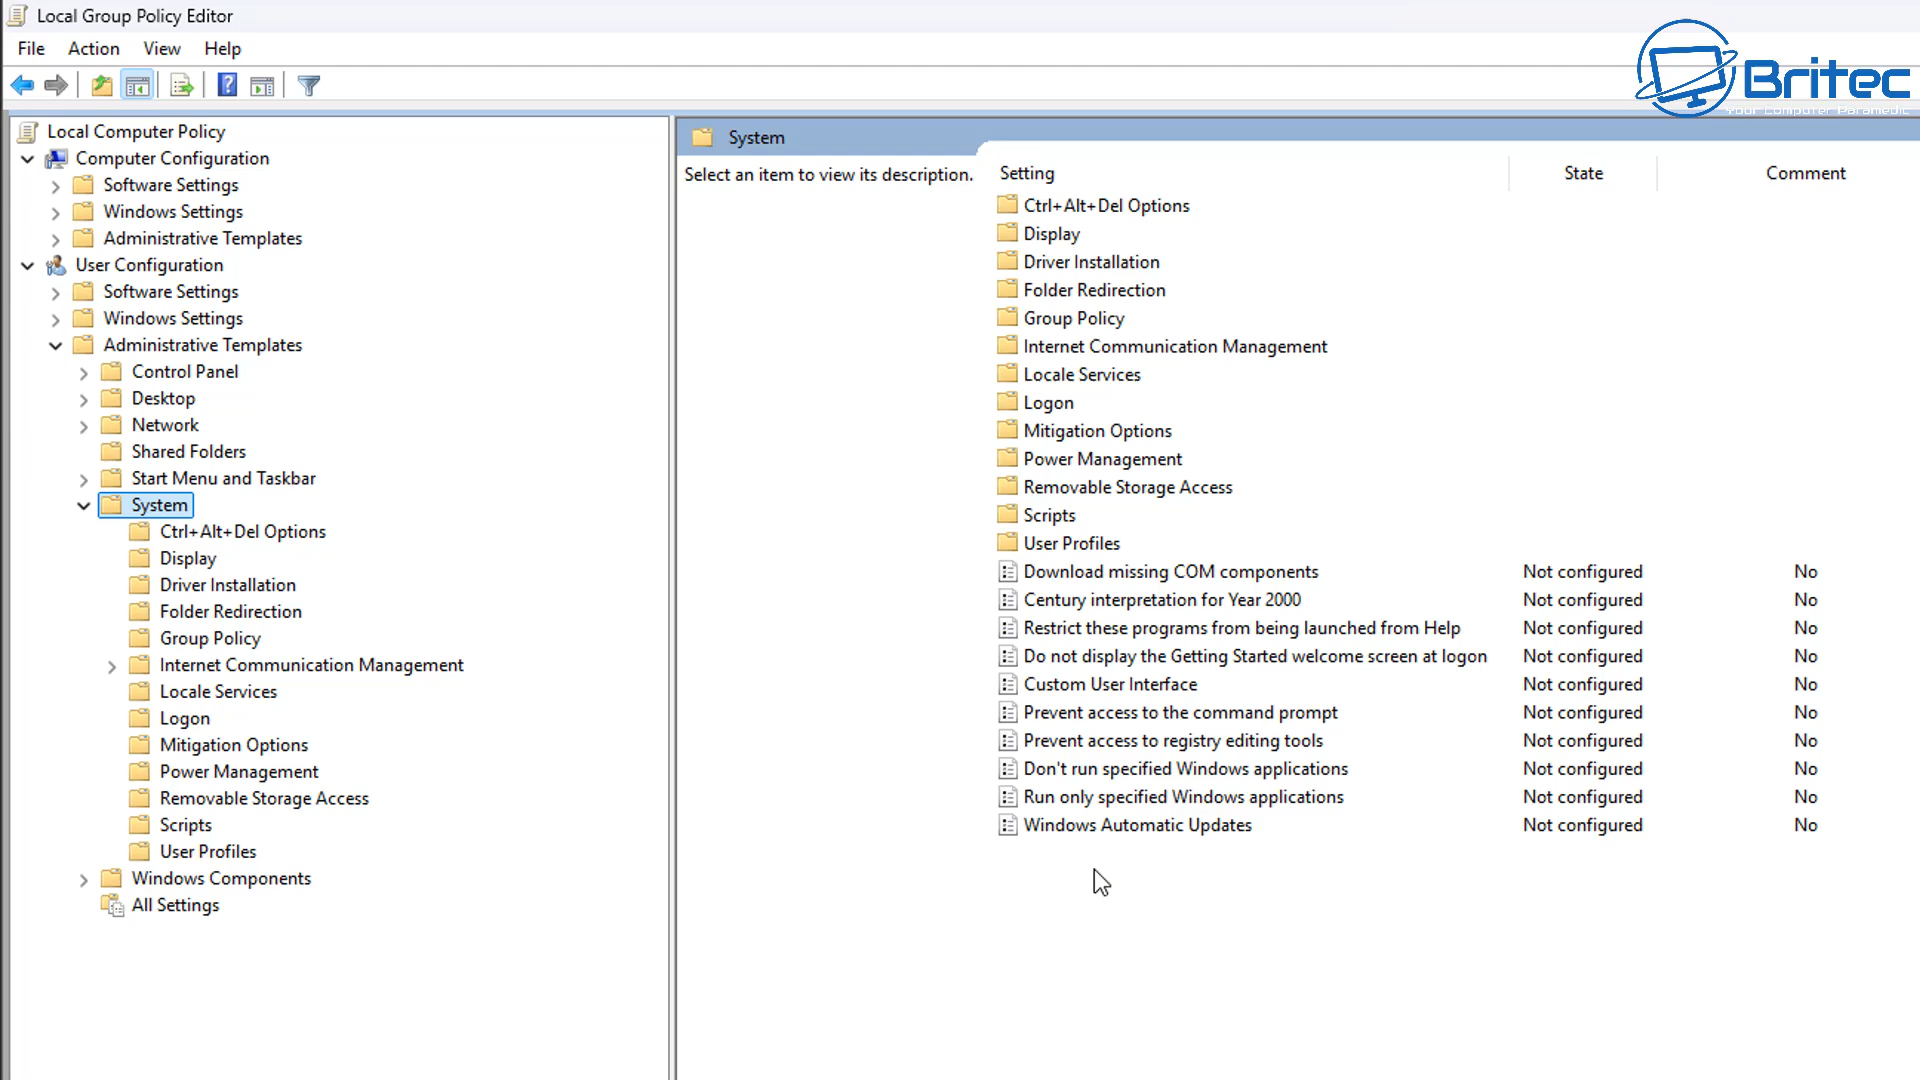 Local Group Policy Editor
File Action View Help
Britec
Your Computer Paramedic
Local Computer Policy
Computer Configuration
Software Settings
Windows Settings
Administrative Templates
User Configuration
Software Settings
Windows Settings
Administrative Templates
Control Panel
Desktop
Network
Shared Folders
Start Menu and Taskbar
System
Ctrl+Alt+Del Options
Display
Driver Installation
Folder Redirection
Group Policy
Internet Communication Management
Locale Services
Logon
Mitigation Options
Power Management
Removable Storage Access
Scripts
User Profiles
Windows Components
All Settings
System
Select an item to view its description.
Setting State Comment
Ctrl+Alt+Del Options
Display
Driver Installation
Folder Redirection
Group Policy
Internet Communication Management
Locale Services
Logon
Mitigation Options
Power Management
Removable Storage Access
Scripts
User Profiles
Download missing COM components Not configured No
Century interpretation for Year 2000 Not configured No
Restrict these programs from being launched from Help Not configured No
Do not display the Getting Started welcome screen at logon Not configured No
Custom User Interface Not configured No
Prevent access to the command prompt Not configured No
Prevent access to registry editing tools Not configured No
Don't run specified Windows applications Not configured No
Run only specified Windows applications Not configured No
Windows Automatic Updates Not configured No